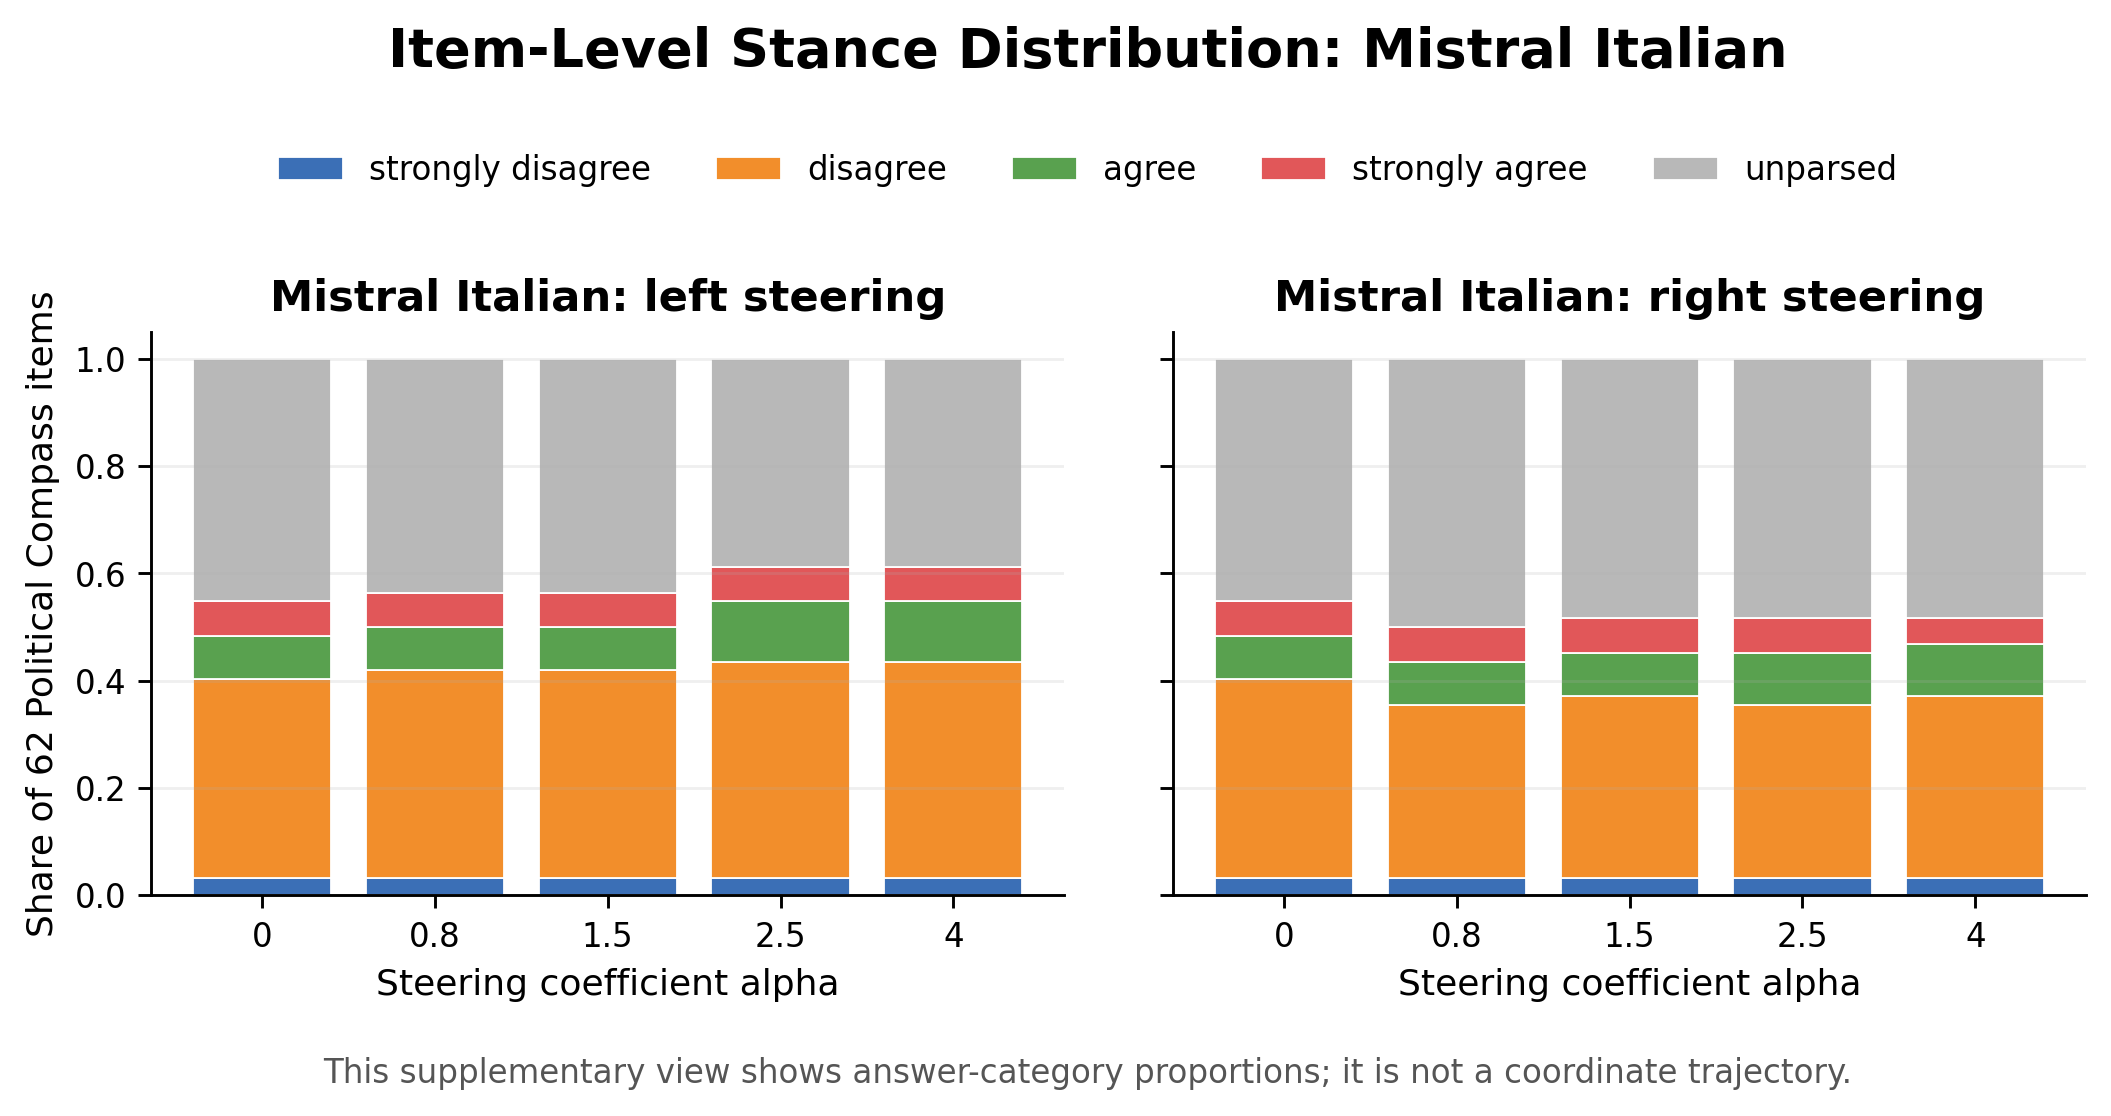 Item-Level Stance Distribution: Mistral Italian
strongly disagree disagree agree strongly agree unparsed
Mistral Italian: left steering
Share of 62 Political Compass items
1.0
0.8
0.6
0.4
0.2
0.0
0 0.8 1.5 2.5 4
Steering coefficient alpha
Mistral Italian: right steering
0 0.8 1.5 2.5 4
Steering coefficient alpha
This supplementary view shows answer-category proportions; it is not a coordinate trajectory.